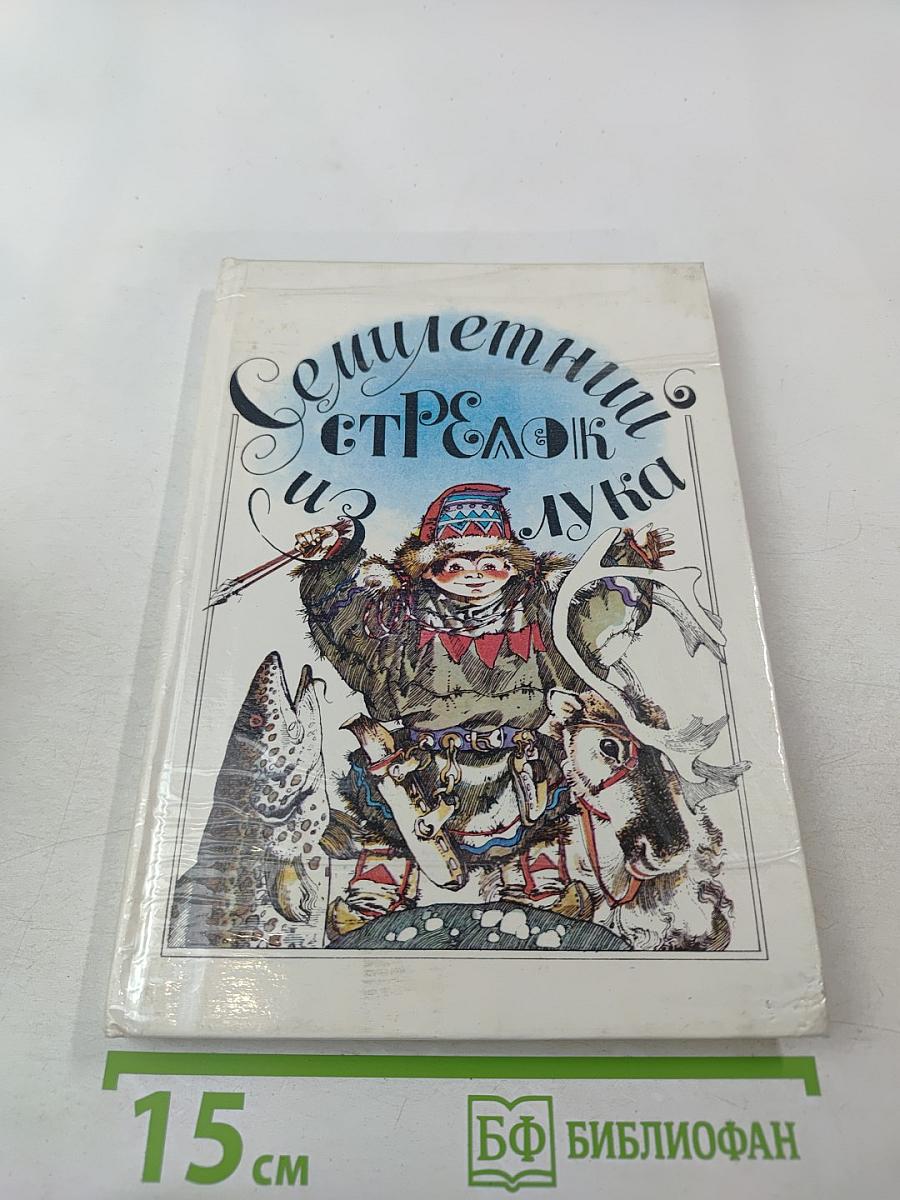 Семилетний
стрелок
из лука
15 см
БФ БИБЛИОФАН